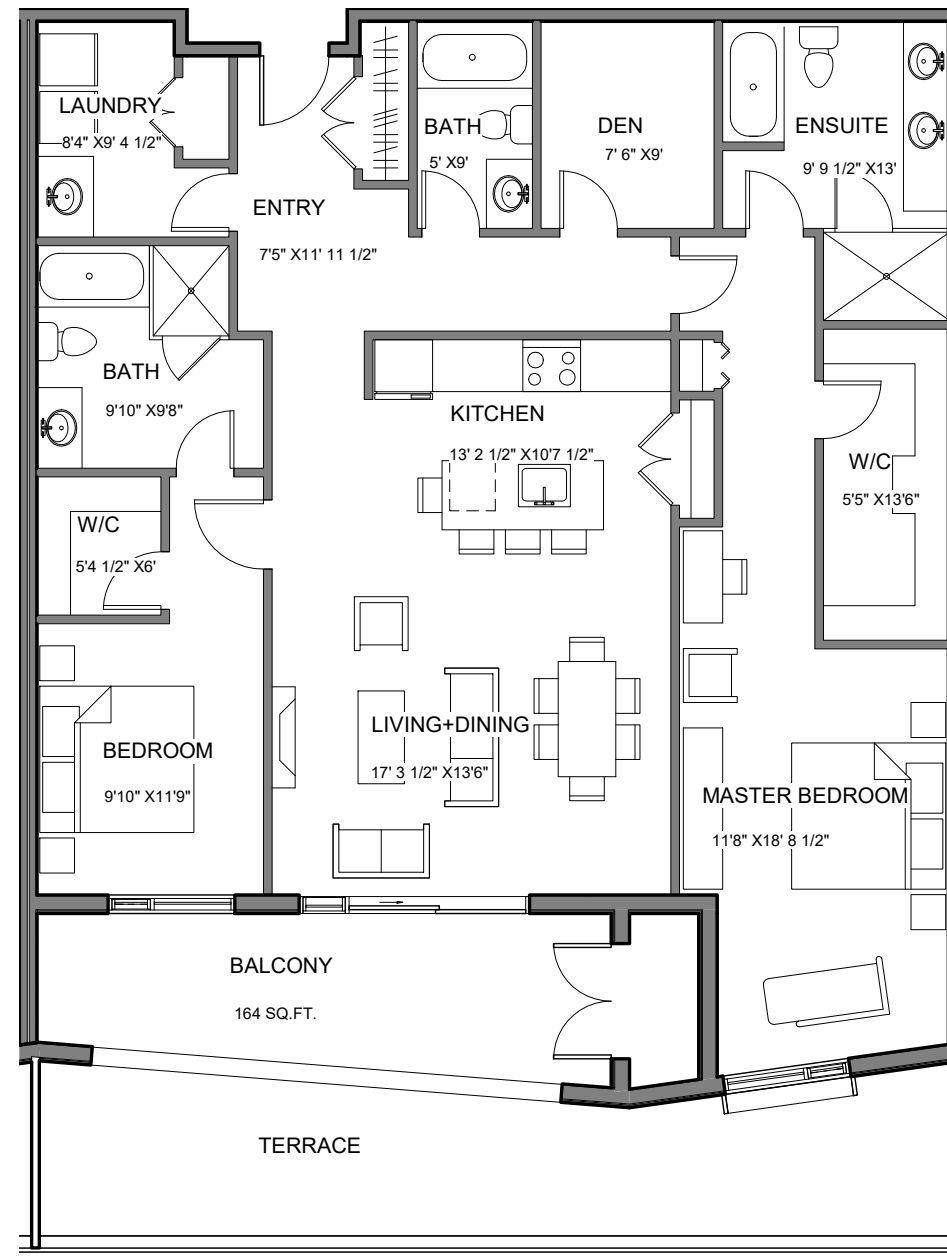 LAUNDRY
8'4" X9' 4 1/2"
BATH
5' X9'
DEN
7' 6" X9'
ENSUITE
9' 9 1/2" X13'
ENTRY
7'5" X11' 11 1/2"
BATH
9'10" X9'8"
KITCHEN
13' 2 1/2" X10'7 1/2"
W/C
5'5" X13'6"
W/C
5'4 1/2" X6'
LIVING+DINING
17' 3 1/2" X13'6"
BEDROOM
9'10" X11'9"
MASTER BEDROOM
11'8" X18' 8 1/2"
BALCONY
164 SQ.FT.
TERRACE